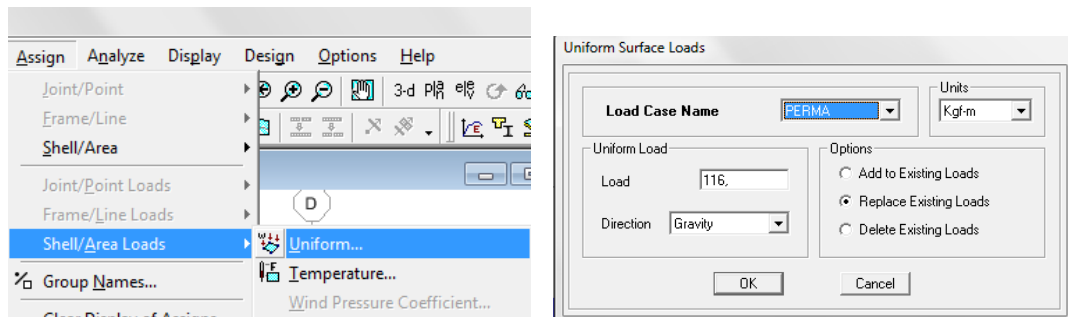 Assign Analyze Display Design Options Help
Joint/Point
Frame/Line
Shell/Area
Joint/Point Loads
Frame/Line Loads
Shell/Area Loads
Group Names...
3-d
D
Uniform...
Temperature...
Wind Pressure Coefficient...
Uniform Surface Loads
Load Case Name
PERMA
Units
Kgf-m
Uniform Load
Load
116,
Direction
Gravity
Options
Add to Existing Loads
Replace Existing Loads
Delete Existing Loads
OK
Cancel